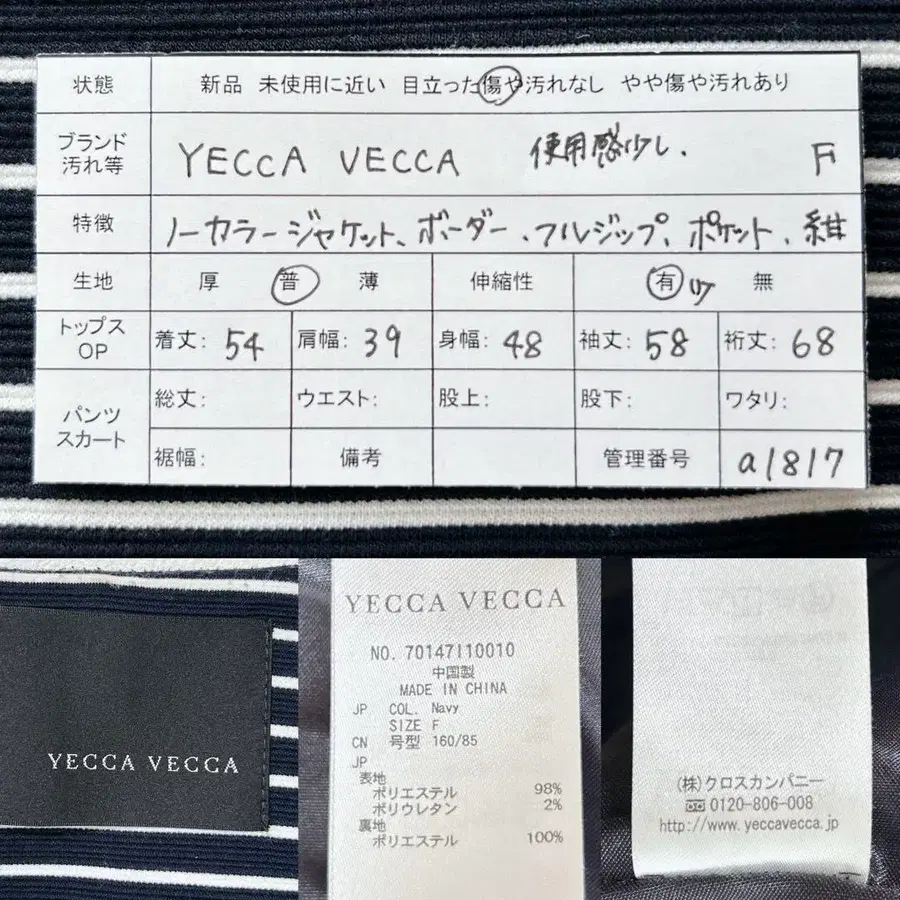 状態 新品 未使用に近い 目立った傷や汚れなし やや傷や汚れあり
ブランド
汚れ等
YECCA VECCA 使用感少し. F
特徴 ノーカラージャケット、ボーダー、フルジップ、ポケット、紺
生地 厚 普 薄 伸縮性 有 無
トップス
OP
着丈: 54 肩幅: 39 身幅: 48 袖丈: 58 裄丈: 68
パンツ
スカート
総丈: ウエスト: 股上: 股下: ワタリ:
裾幅: 備考 管理番号 a1817
YECCA VECCA
YECCA VECCA
NO. 70147110010
中国製
MADE IN CHINA
JP COL. Navy
SIZE F
CN 号型 160/85
JP
表地
ポリエステル 98%
ポリウレタン 2%
裏地
ポリエステル 100%
(株)クロスカンパニー
0120-806-008
http://www.yeccavecca.jp